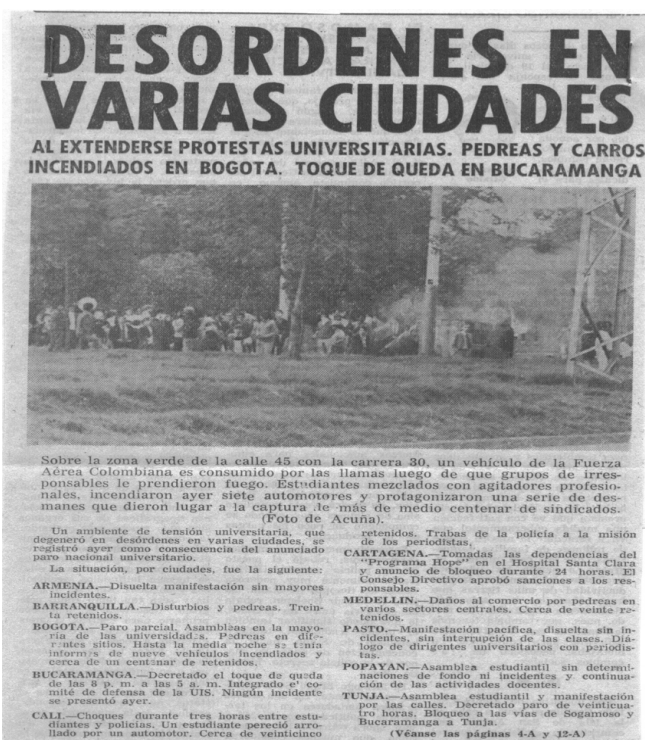 DESORDENES EN
VARIAS CIUDADES
AL EXTENDERSE PROTESTAS UNIVERSITARIAS. PEDREAS Y CARROS
INCENDIADOS EN BOGOTA. TOQUE DE QUEDA EN BUCARAMANGA
Sobre la zona verde de la calle 45 con la carrera 30, un vehículo de la Fuerza
Aérea Colombiana es consumido por las llamas luego de que grupos de irres-
ponsables le prendieron fuego. Estudiantes mezclados con agitadores profesio-
nales, incendiaron ayer siete automotores y protagonizaron una serie de des-
manes que dieron lugar a la captura de más de medio centenar de sindicados.
(Foto de Acuña).
Un ambiente de tensión universitaria, que
degeneró en desórdenes en varias ciudades, se
registró ayer como consecuencia del anunciado
paro nacional universitario.
La situación, por ciudades, fue la siguiente:
ARMENIA.—Disuelta manifestación sin mayores
incidentes.
BARRANQUILLA.—Disturbios y pedreas. Trein-
ta retenidos.
BOGOTA.—Paro parcial. Asambleas en la mayo-
ría de las universidades. Pedreas en dife-
rentes sitios. Hasta la media noche se tenía
informes de nueve vehículos incendiados y
cerca de un centenar de retenidos.
BUCARAMANGA.—Decretado el toque de queda
de las 8 p. m. a las 5 a. m. Integrado e' co-
mité de defensa de la UIS. Ningún incidente
se presentó ayer.
CALI.—Choques durante tres horas entre estu-
diantes y policías. Un estudiante pereció arro-
llado por un automotor. Cerca de veinticinco
retenidos. Trabas de la policía a la misión
de los periodistas.
CARTAGENA.—Tomadas las dependencias del
"Programa Hope" en el Hospital Santa Clara
y anuncio de bloqueo durante 24 horas. El
Consejo Directivo aprobó sanciones a los res-
ponsables.
MEDELLIN.—Daños al comercio por pedreas en
varios sectores centrales. Cerca de veinte re-
tenidos.
PASTO.—Manifestación pacífica, disuelta sin in-
cidentes, sin interrupción de las clases. Diá-
logo de dirigentes universitarios con periodis-
tas.
POPAYAN.—Asamblea estudiantil sin determi-
naciones de fondo ni incidentes y continua-
ción de las actividades docentes.
TUNJA.—Asamblea estudiantil y manifestación
por las calles. Decretado paro de veinticua-
tro horas. Bloqueo a las vías de Sogamoso y
Bucaramanga a Tunja.
(Véanse las páginas 4-A y 12-A)